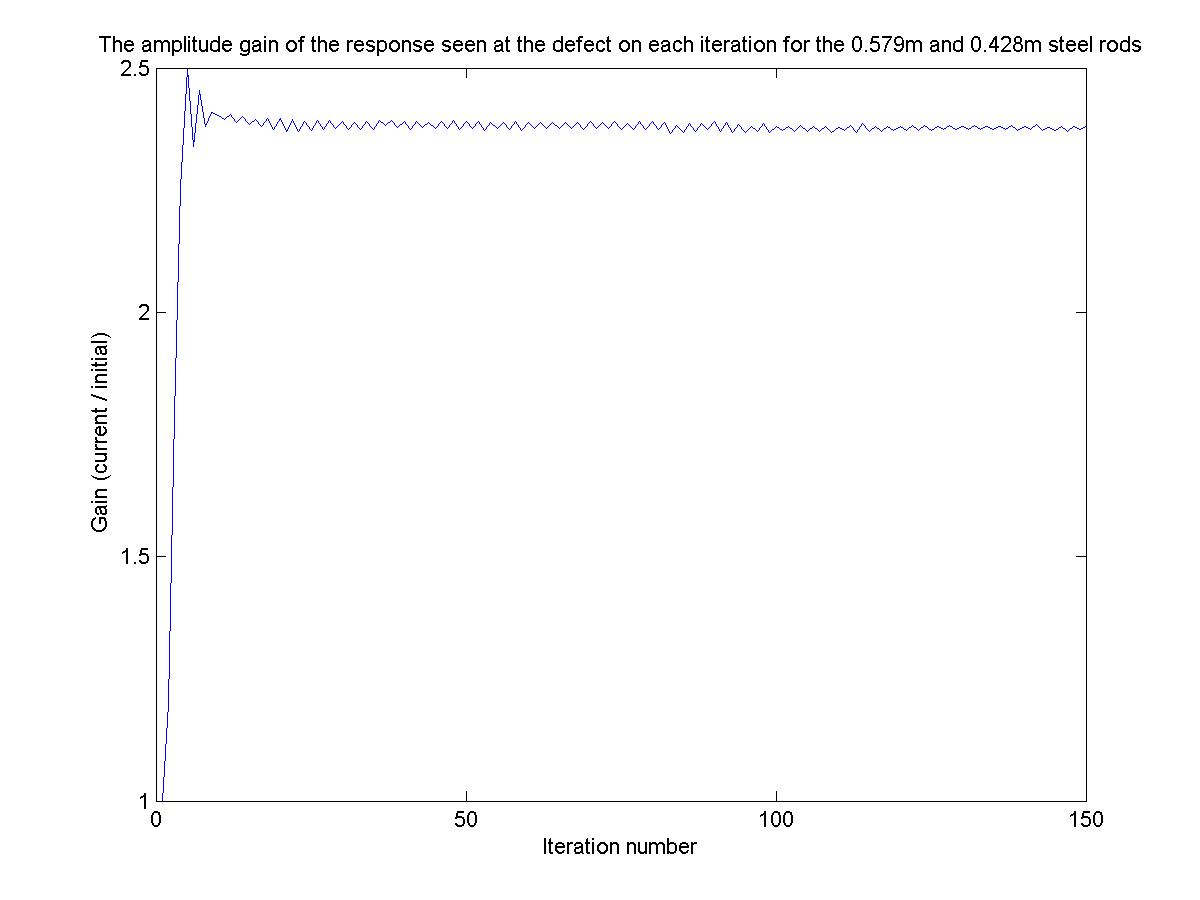 The amplitude gain of the response seen at the defect on each iteration for the 0.579m and 0.428m steel rods
2.5
2
1.5
1
Gain (current / initial)
0
50
100
150
Iteration number